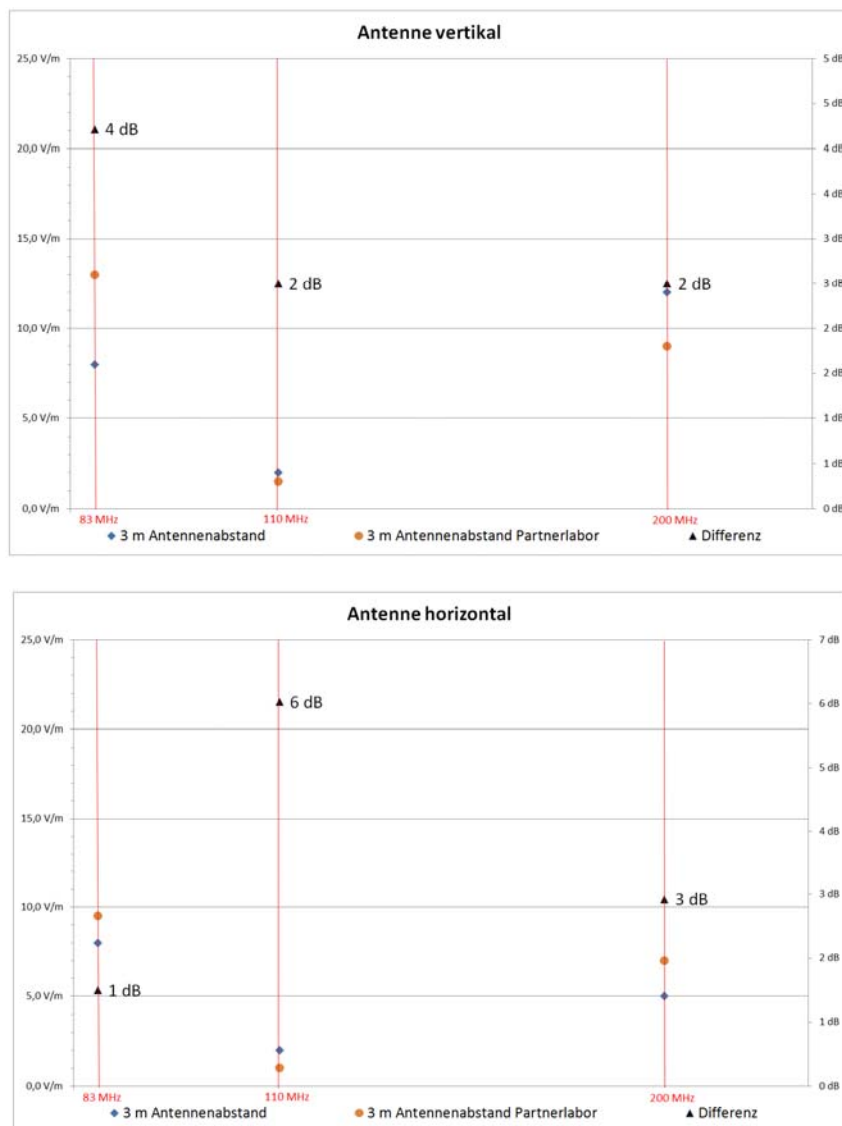 Antenne vertikal
25,0 V/m
20,0 V/m
15,0 V/m
10,0 V/m
5,0 V/m
0,0 V/m
5 dB
5 dB
4 dB
4 dB
3 dB
3 dB
2 dB
2 dB
1 dB
1 dB
0 dB
4 dB
2 dB
2 dB
83 MHz
110 MHz
200 MHz
3 m Antennenabstand
3 m Antennenabstand Partnerlabor
Differenz
Antenne horizontal
25,0 V/m
20,0 V/m
15,0 V/m
10,0 V/m
5,0 V/m
0,0 V/m
7 dB
6 dB
5 dB
4 dB
3 dB
2 dB
1 dB
0 dB
6 dB
3 dB
1 dB
83 MHz
110 MHz
200 MHz
3 m Antennenabstand
3 m Antennenabstand Partnerlabor
Differenz